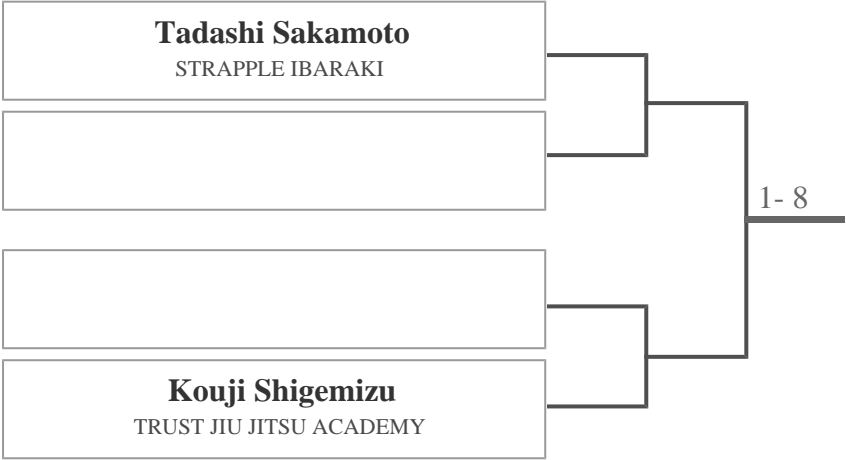 Tadashi Sakamoto
STRAPPLE IBARAKI
1- 8
Kouji Shigemizu
TRUST JIU JITSU ACADEMY